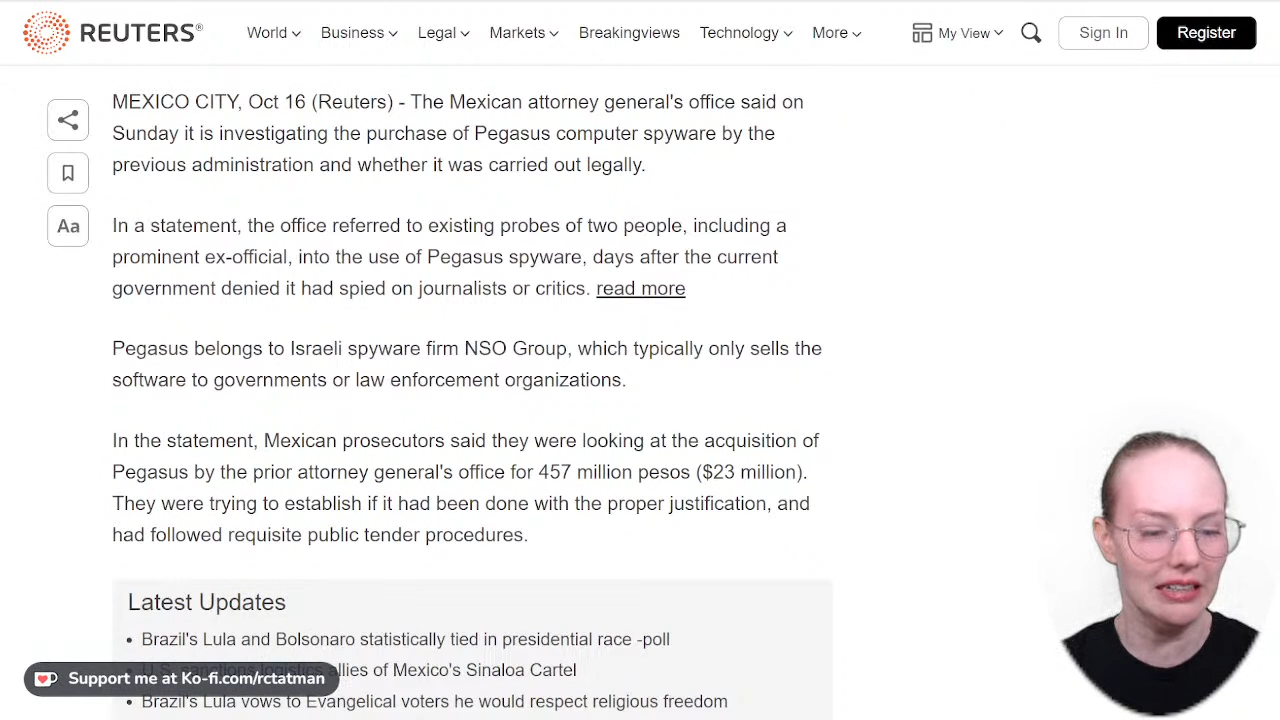 REUTERS®
World
Business
Legal
Markets
Breakingviews
Technology
More
My View
Sign In
Register
MEXICO CITY, Oct 16 (Reuters) - The Mexican attorney general's office said on
Sunday it is investigating the purchase of Pegasus computer spyware by the
previous administration and whether it was carried out legally.
In a statement, the office referred to existing probes of two people, including a
prominent ex-official, into the use of Pegasus spyware, days after the current
government denied it had spied on journalists or critics. read more
Pegasus belongs to Israeli spyware firm NSO Group, which typically only sells the
software to governments or law enforcement organizations.
In the statement, Mexican prosecutors said they were looking at the acquisition of
Pegasus by the prior attorney general's office for 457 million pesos ($23 million).
They were trying to establish if it had been done with the proper justification, and
had followed requisite public tender procedures.
Aa
Latest Updates
• Brazil's Lula and Bolsonaro statistically tied in presidential race -poll
• U.S. sanctions logistics allies of Mexico's Sinaloa Cartel
• Brazil's Lula vows to Evangelical voters he would respect religious freedom
Support me at Ko-fi.com/rctatman